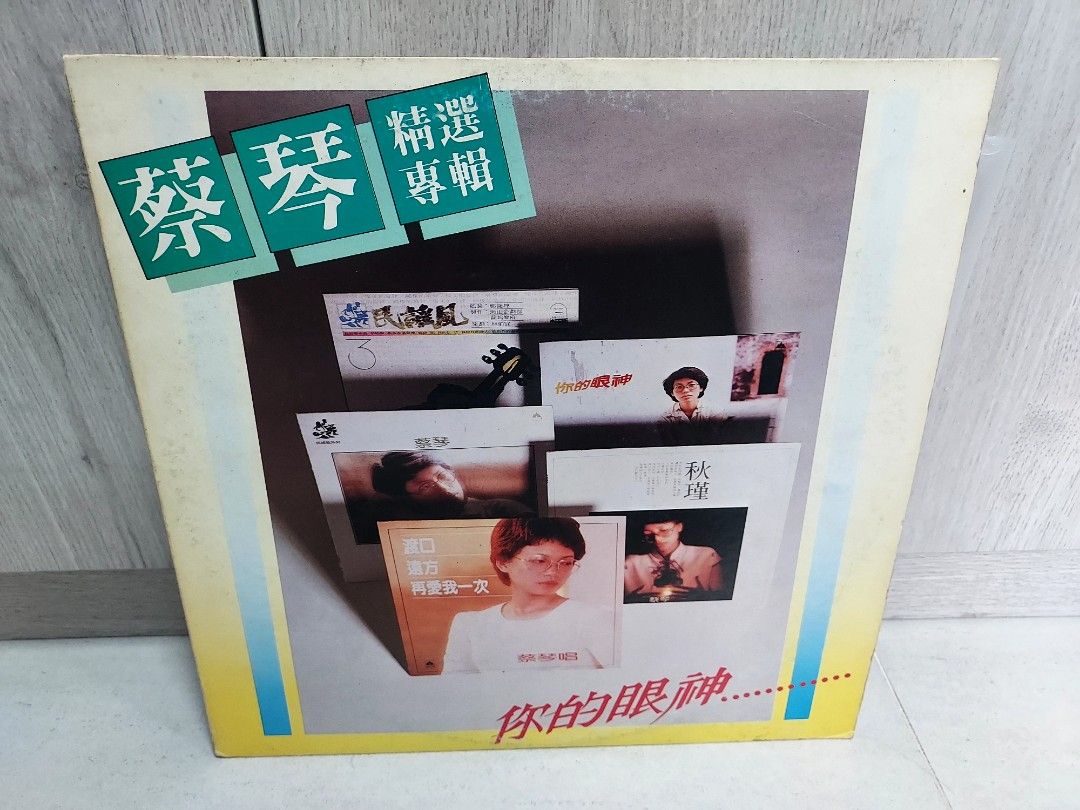 蔡琴精選
專輯
民謠風
3
你的眼神
蔡琴
秋瑾
渡口
遠方
再愛我一次
蔡琴唱
你的眼神............